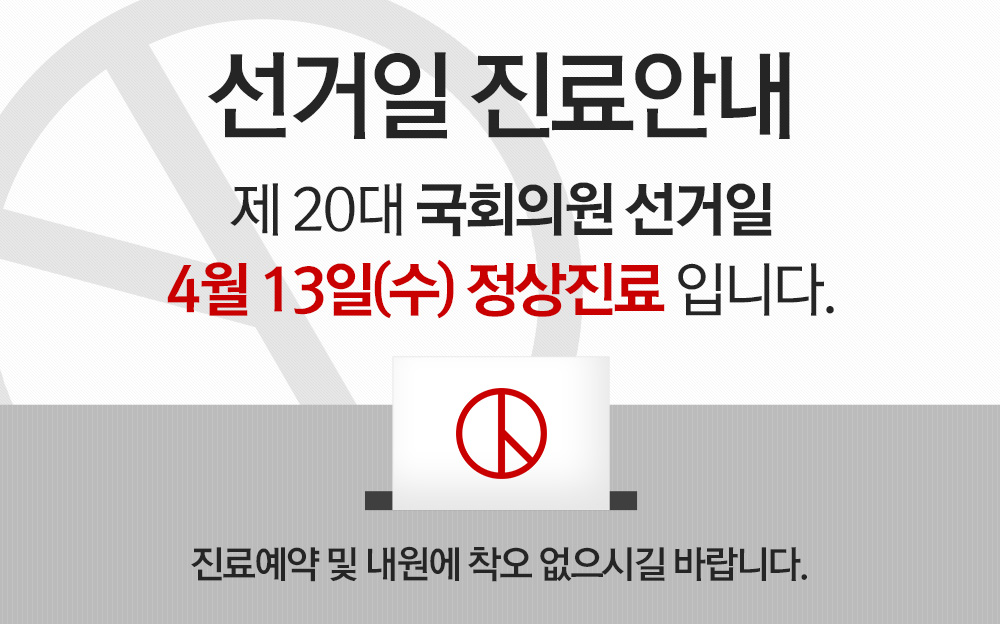 선거일 진료안내
제 20대 국회의원 선거일
4월 13일(수) 정상진료 입니다.
진료예약 및 내원에 착오 없으시길 바랍니다.